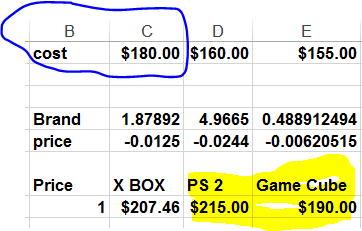 B C D E
cost $180.00 $160.00 $155.00
Brand 1.87892 4.9665 0.488912494
price -0.0125 -0.0244 -0.00620515
Price X BOX PS 2 Game Cube
1 $207.46 $215.00 $190.00